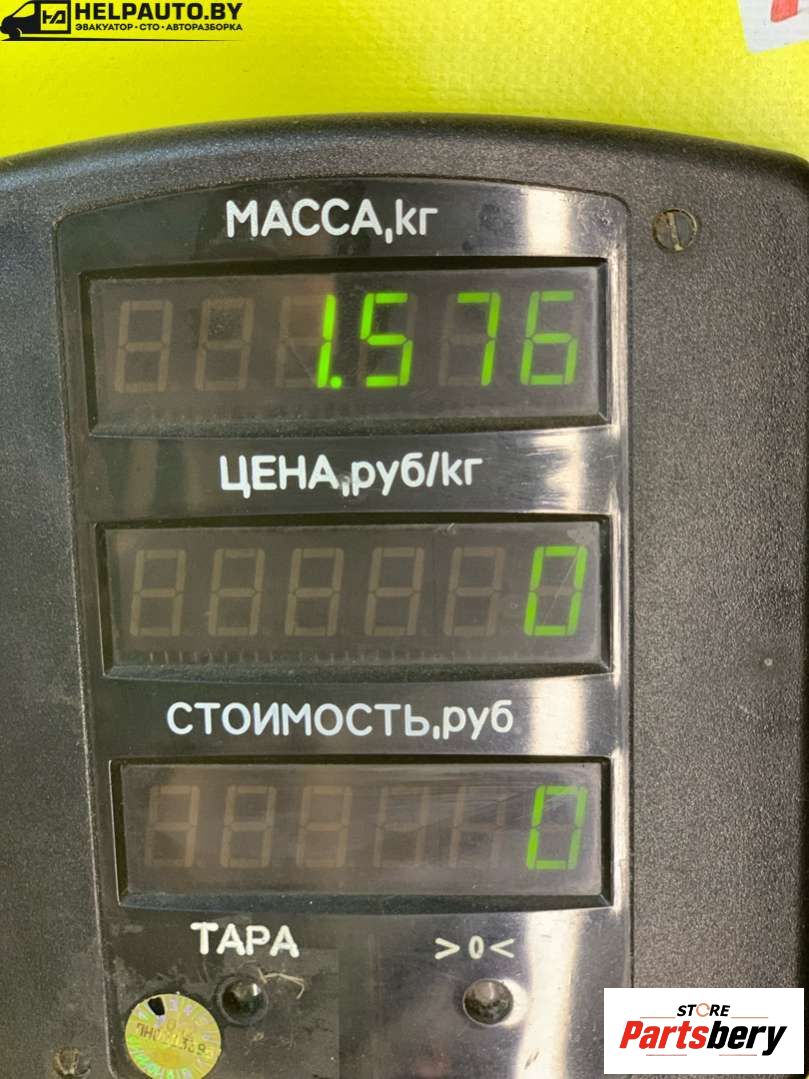 HELPAUTO.BY
ЭВАКУАТОР•СТО•АВТОРАЗБОРКА
МАССА,кг
1.576
ЦЕНА,руб/кг
0
СТОИМОСТЬ,руб
0
ТАРА >0<
STORE
Partsbery